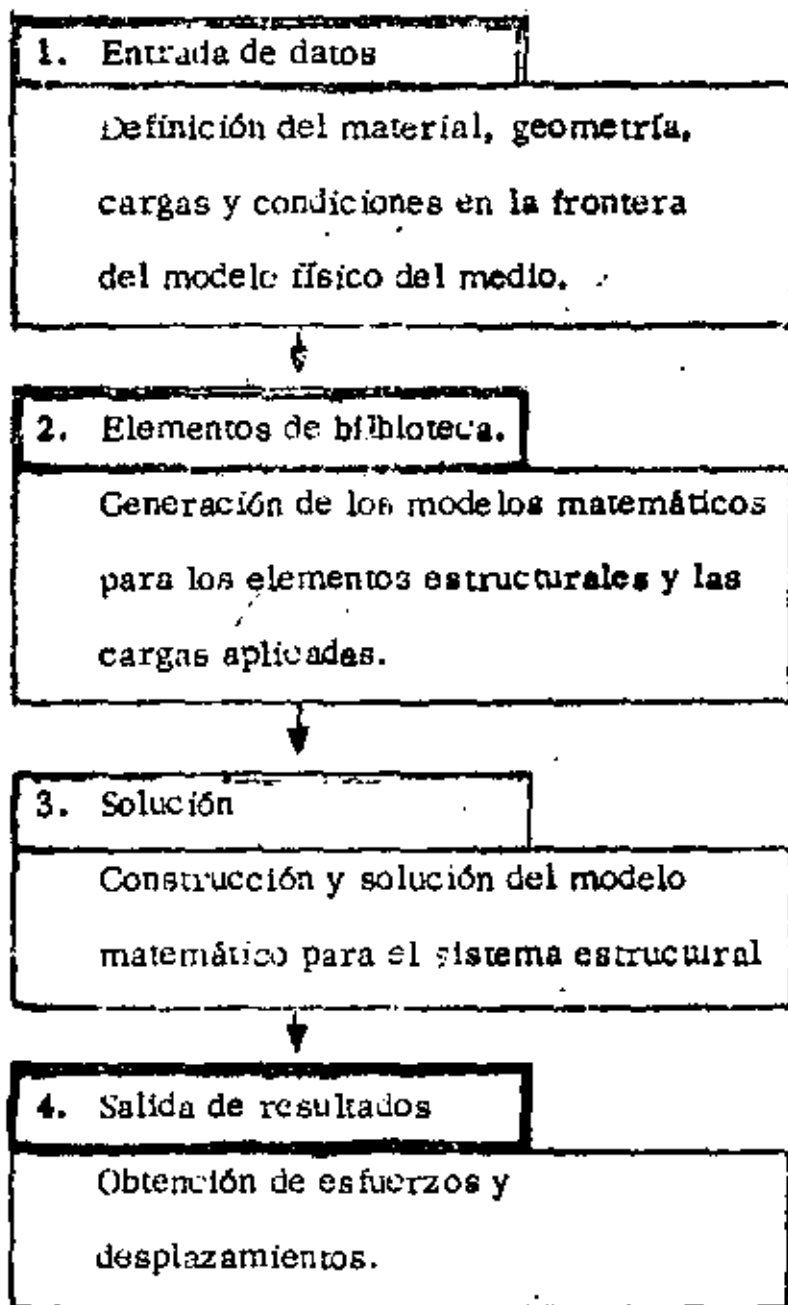 1. Entrada de datos
Definición del material, geometría,
cargas y condiciones en la frontera
del modelo físico del medio.
2. Elementos de bilbloteca.
Generación de los modelos matemáticos
para los elementos estructurales y las
cargas aplicadas.
3. Solución
Construcción y solución del modelo
matemático para el sistema estructural
4. Salida de resultados
Obtención de esfuerzos y
desplazamientos.